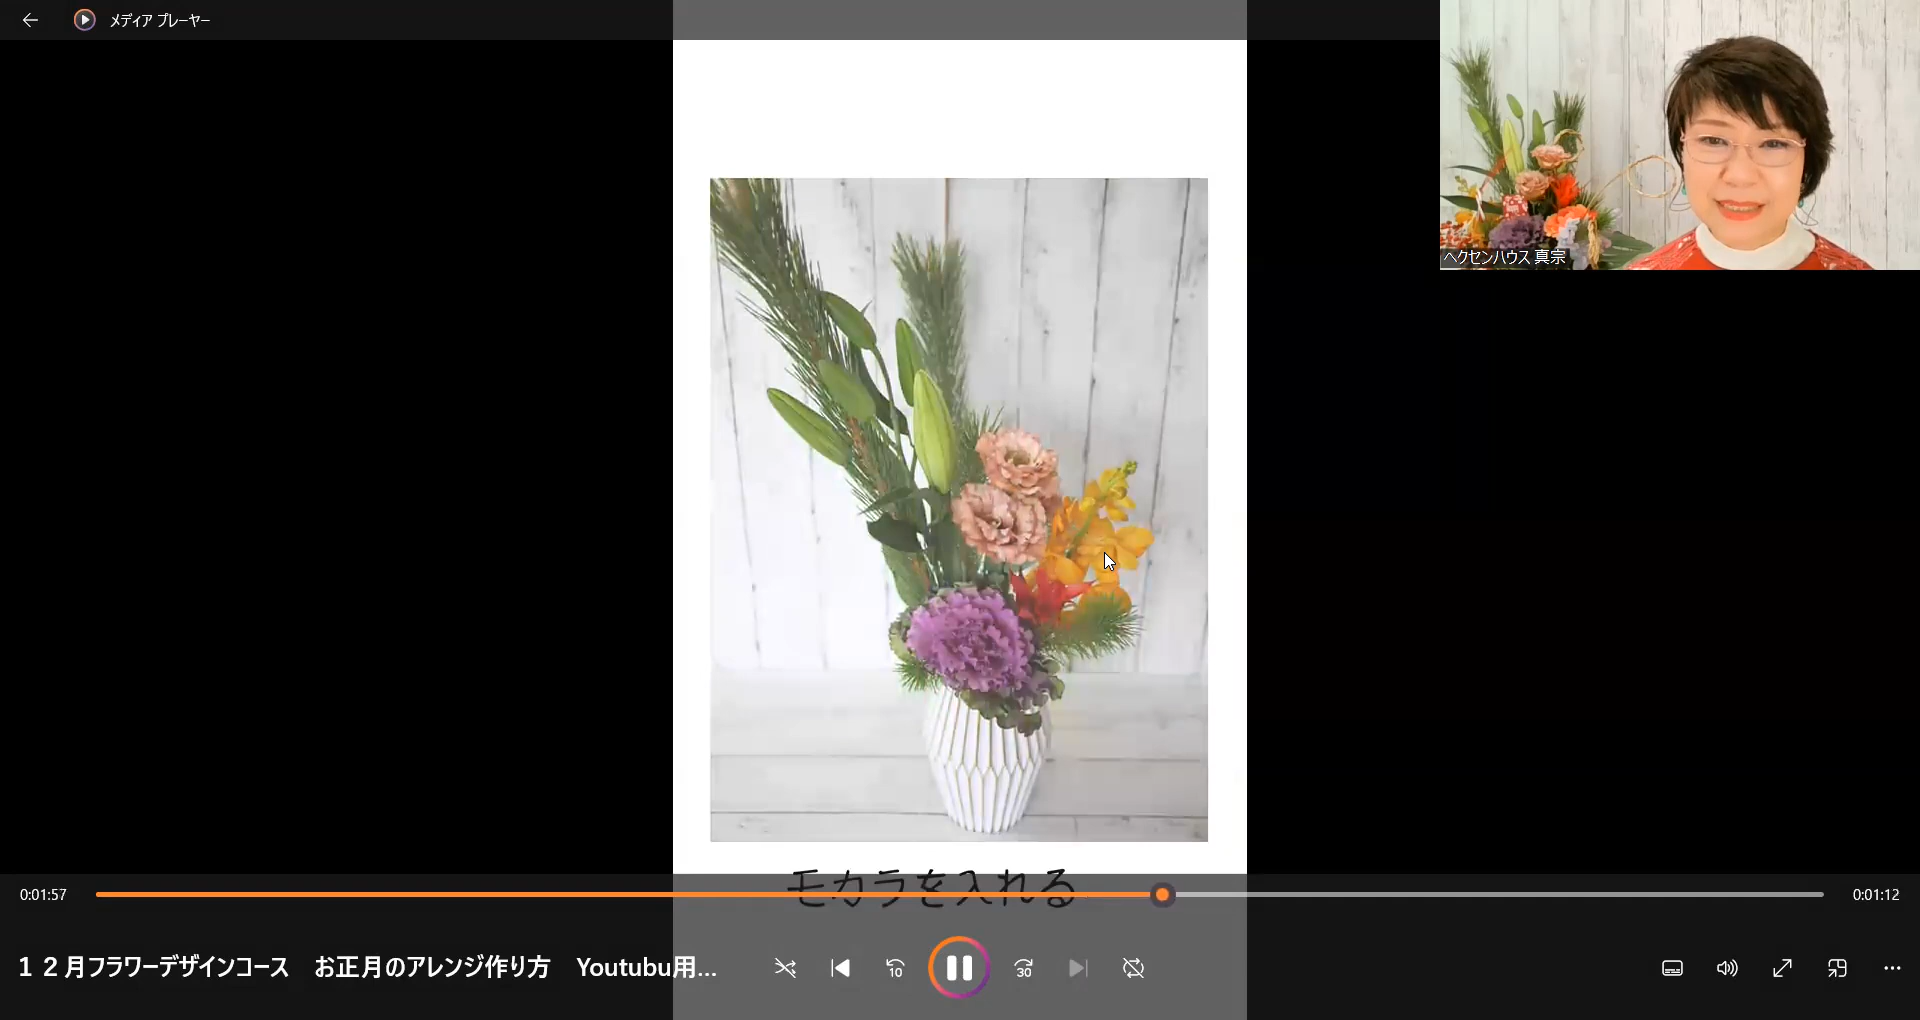 メディア プレーヤー
ヘクセンハウス 真宗
モカラを入れる
0:01:57
0:01:12
１２月フラワーデザインコース　お正月のアレンジ作り方　Youtubu用...
10
30